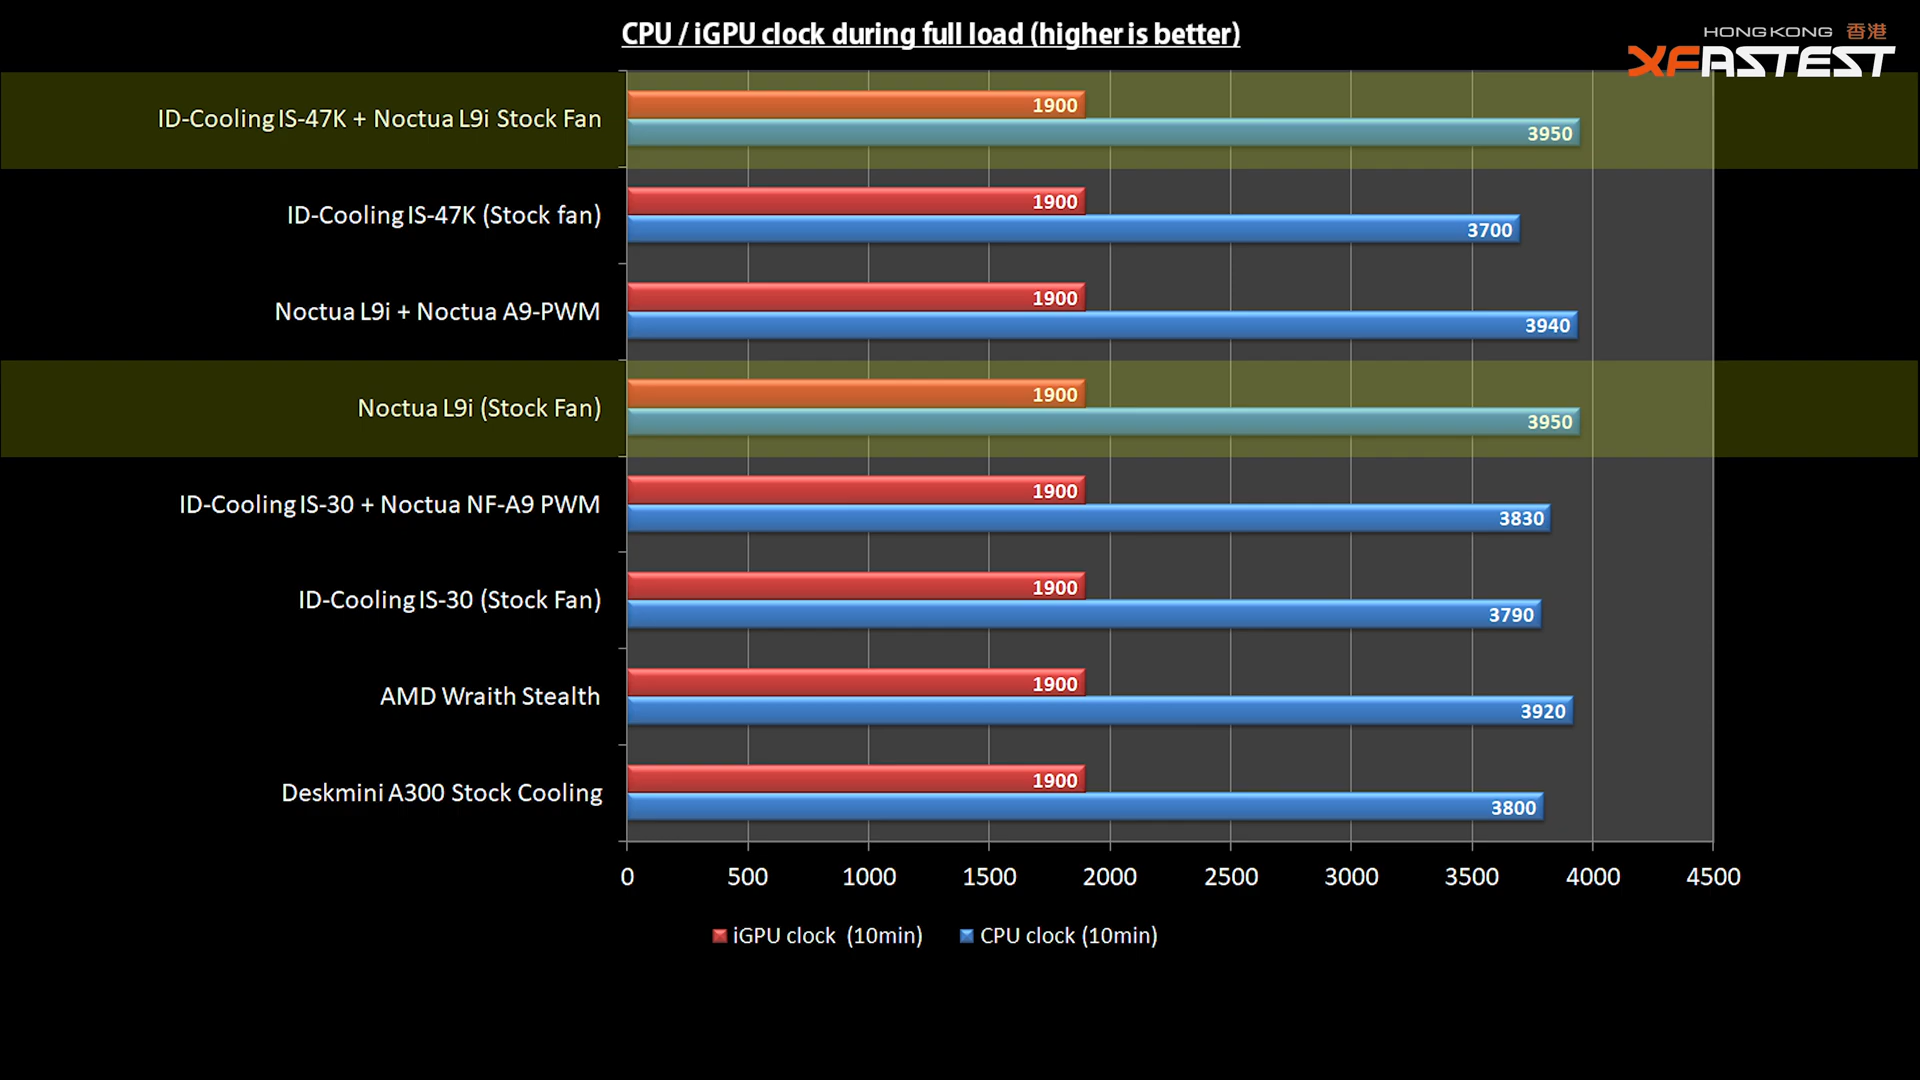 CPU / iGPU clock during full load (higher is better)
HONG KONG 香港
XFASTEST
ID-Cooling IS-47K + Noctua L9i Stock Fan
1900
3950
ID-Cooling IS-47K (Stock fan)
1900
3700
Noctua L9i + Noctua A9-PWM
1900
3940
Noctua L9i (Stock Fan)
1900
3950
ID-Cooling IS-30 + Noctua NF-A9 PWM
1900
3830
ID-Cooling IS-30 (Stock Fan)
1900
3790
AMD Wraith Stealth
1900
3920
Deskmini A300 Stock Cooling
1900
3800
0 500 1000 1500 2000 2500 3000 3500 4000 4500
iGPU clock (10min) CPU clock (10min)